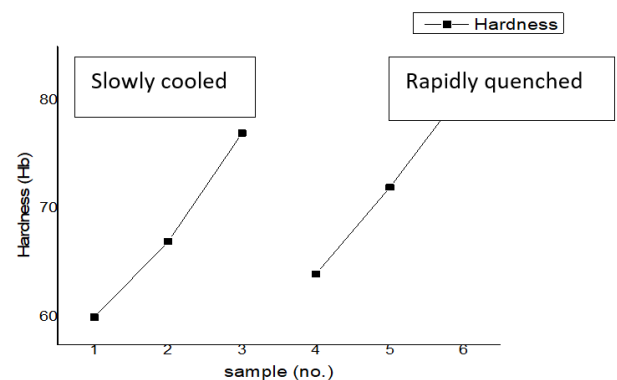 Hardness
Slowly cooled
Rapidly quenched
80
70
60
Hardness (Hb)
1 2 3 4 5 6
sample (no.)